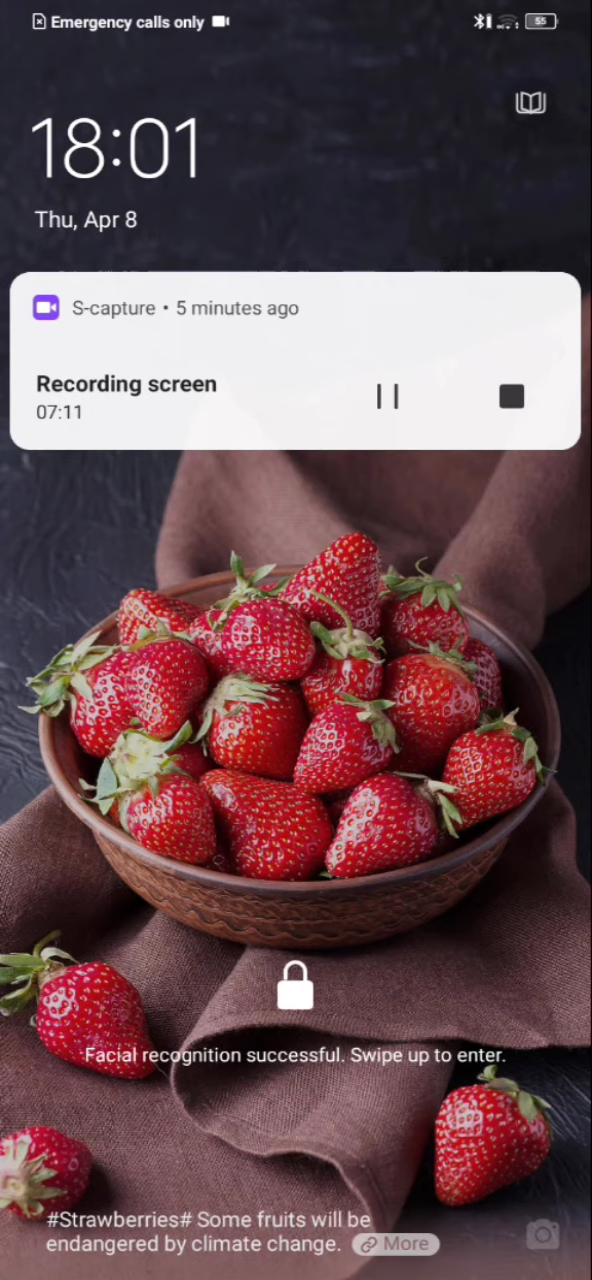 Emergency calls only
55
18:01
Thu, Apr 8
S-capture • 5 minutes ago
Recording screen
07:11
Facial recognition successful. Swipe up to enter.
#Strawberries# Some fruits will be
endangered by climate change. More